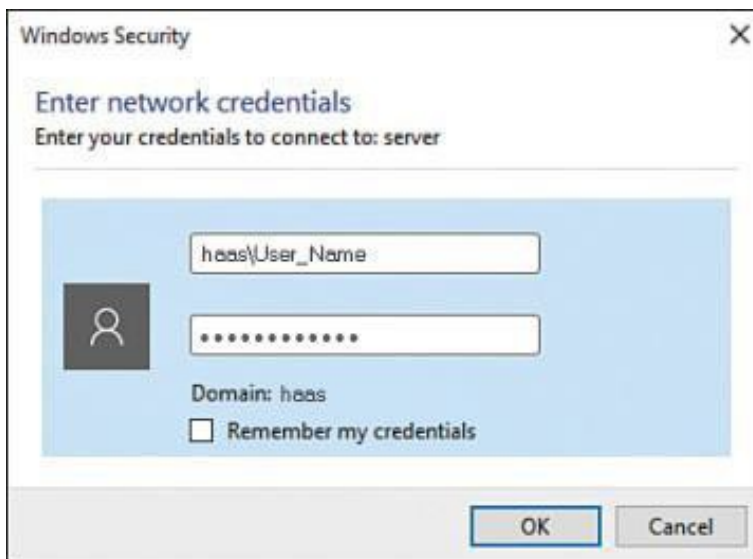 Windows Security
Enter network credentials
Enter your credentials to connect to: server
haas\User_Name
••••••••••••
Domain: haas
Remember my credentials
OK Cancel